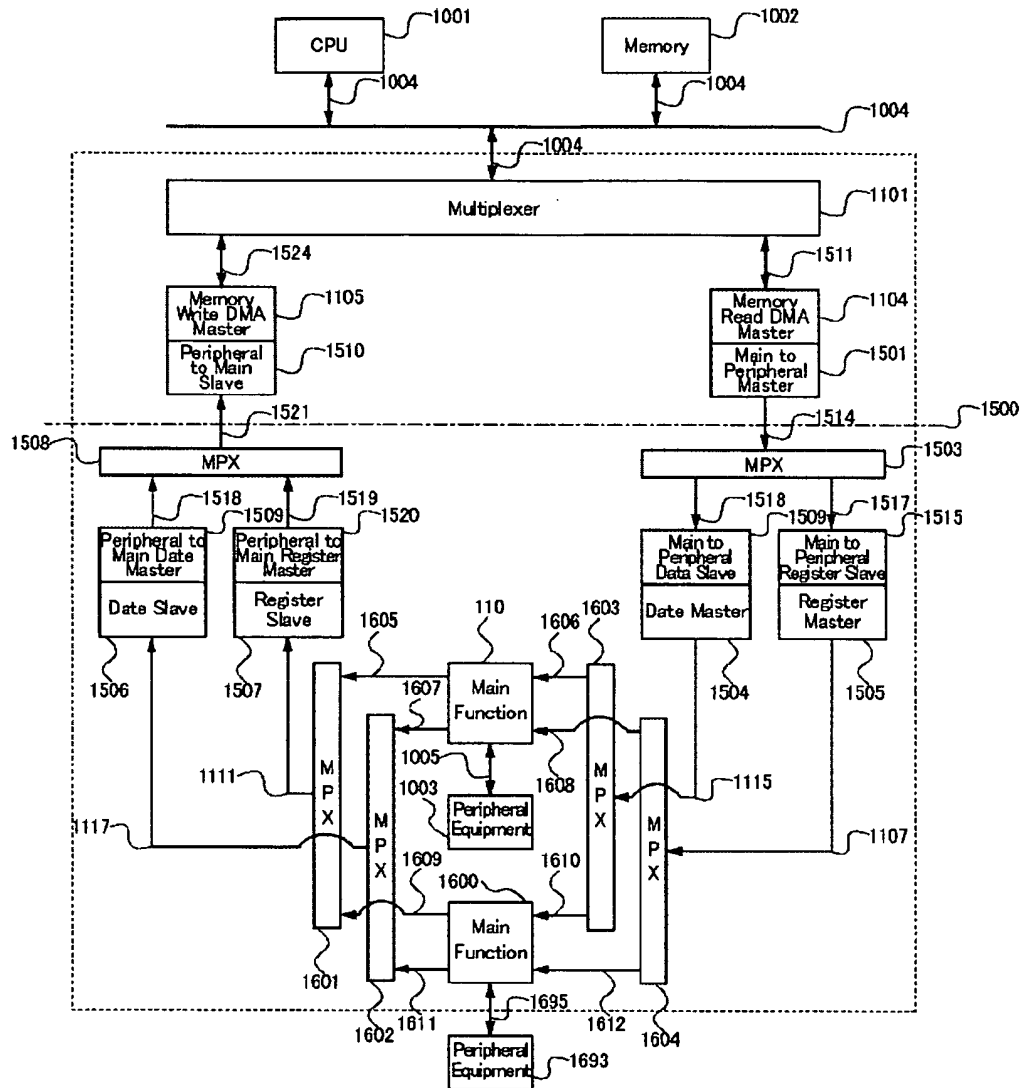 1001
1002
CPU
Memory
1004
1004
1004
1004
Multiplexer
1101
1524
1511
1105
1104
Memory
Write DMA
Master
Memory
Read DMA
Master
1510
1501
Peripheral
to Main
Slave
Main to
Peripheral
Master
1521
1514
1500
1508
1503
MPX
MPX
1518
1509
1519
1520
1518
1509
1517
1515
Peripheral to
Main Date
Master
Peripheral to
Main Register
Master
Main to
Peripheral
Data Slave
Main to
Peripheral
Register Slave
Date Slave
Register
Slave
Date Master
Register
Master
1506
1507
1504
1505
1605
110
1606
1603
Main
Function
1607
1608
1005
1003
Peripheral
Equipment
MPX
MPX
MPX
MPX
1111
1115
1117
1107
1609
1600
1610
Main
Function
1601
1602
1611
1695
1612
1604
Peripheral
Equipment
1693